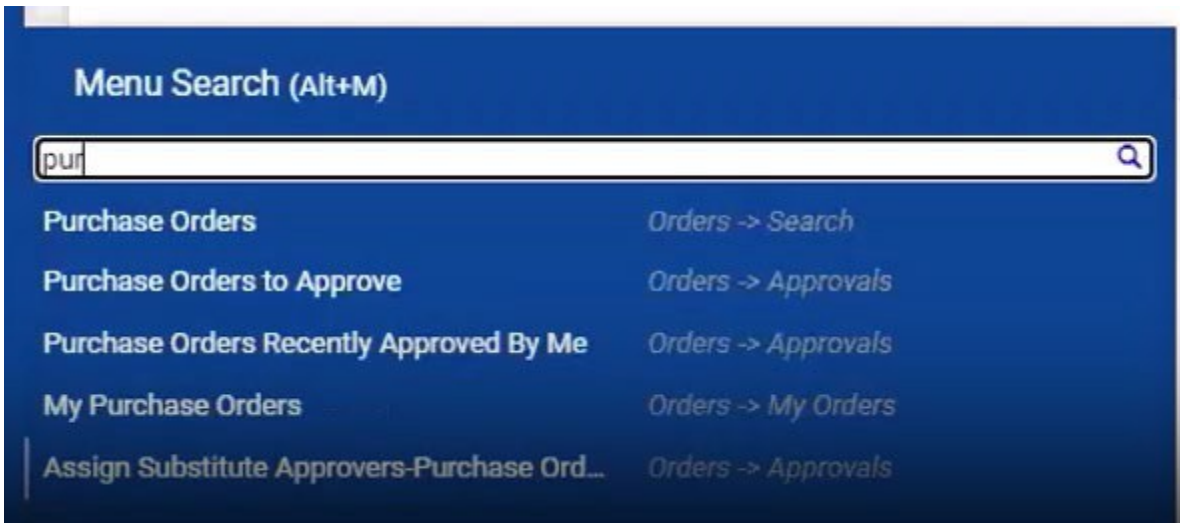 Menu Search (Alt+M)
pur
Purchase Orders Orders -> Search
Purchase Orders to Approve Orders -> Approvals
Purchase Orders Recently Approved By Me Orders -> Approvals
My Purchase Orders Orders -> My Orders
Assign Substitute Approvers-Purchase Ord... Orders -> Approvals